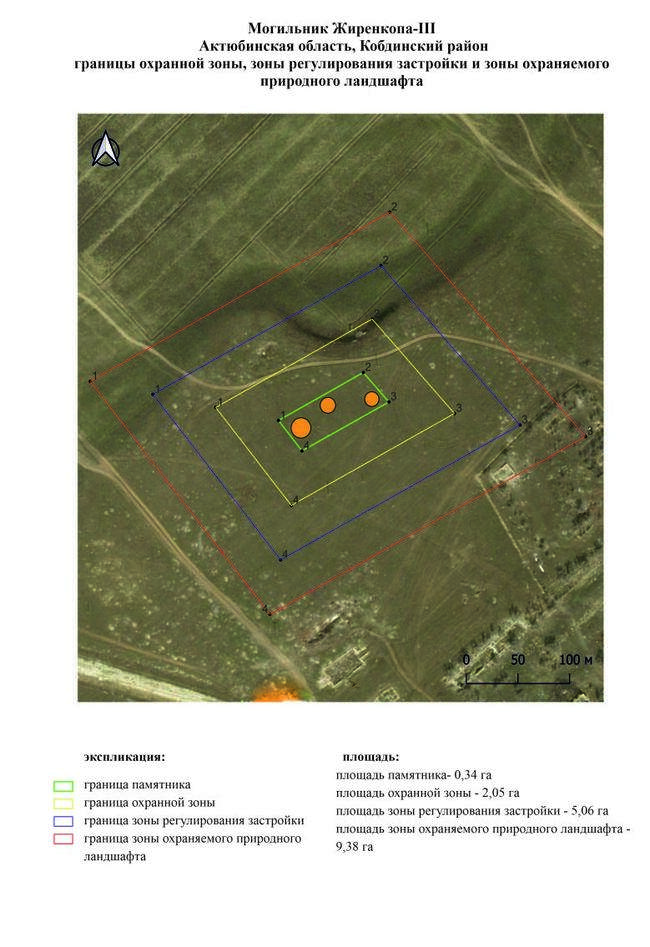 Могильник Жиренкопа-III
Актюбинская область, Кобдинский район
границы охранной зоны, зоны регулирования застройки и зоны охраняемого
природного ландшафта
2
2
2
2
1
1
1
1
3
3
3
3
4
4
4
4
0 50 100 м
экспликация:
граница памятника
граница охранной зоны
граница зоны регулирования застройки
граница зоны охраняемого природного
ландшафта
площадь:
площадь памятника- 0,34 га
площадь охранной зоны - 2,05 га
площадь зоны регулирования застройки - 5,06 га
площадь зоны охраняемого природного ландшафта -
9,38 га